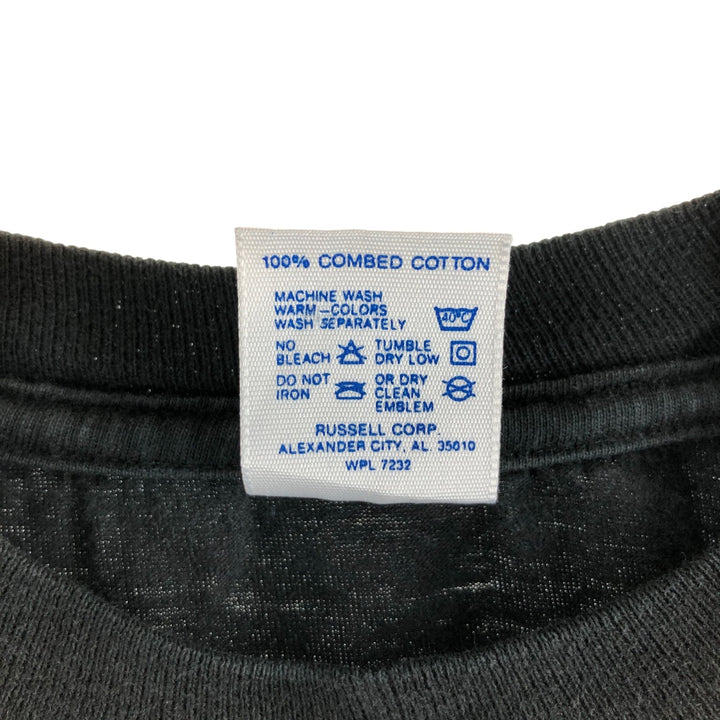 100% COMBED COTTON
MACHINE WASH
WARM-COLORS
WASH SEPARATELY
40°C
NO
BLEACH
TUMBLE
DRY LOW
DO NOT
IRON
OR DRY
CLEAN
EMBLEM
RUSSELL CORP.
ALEXANDER CITY, AL. 35010
WPL 7232